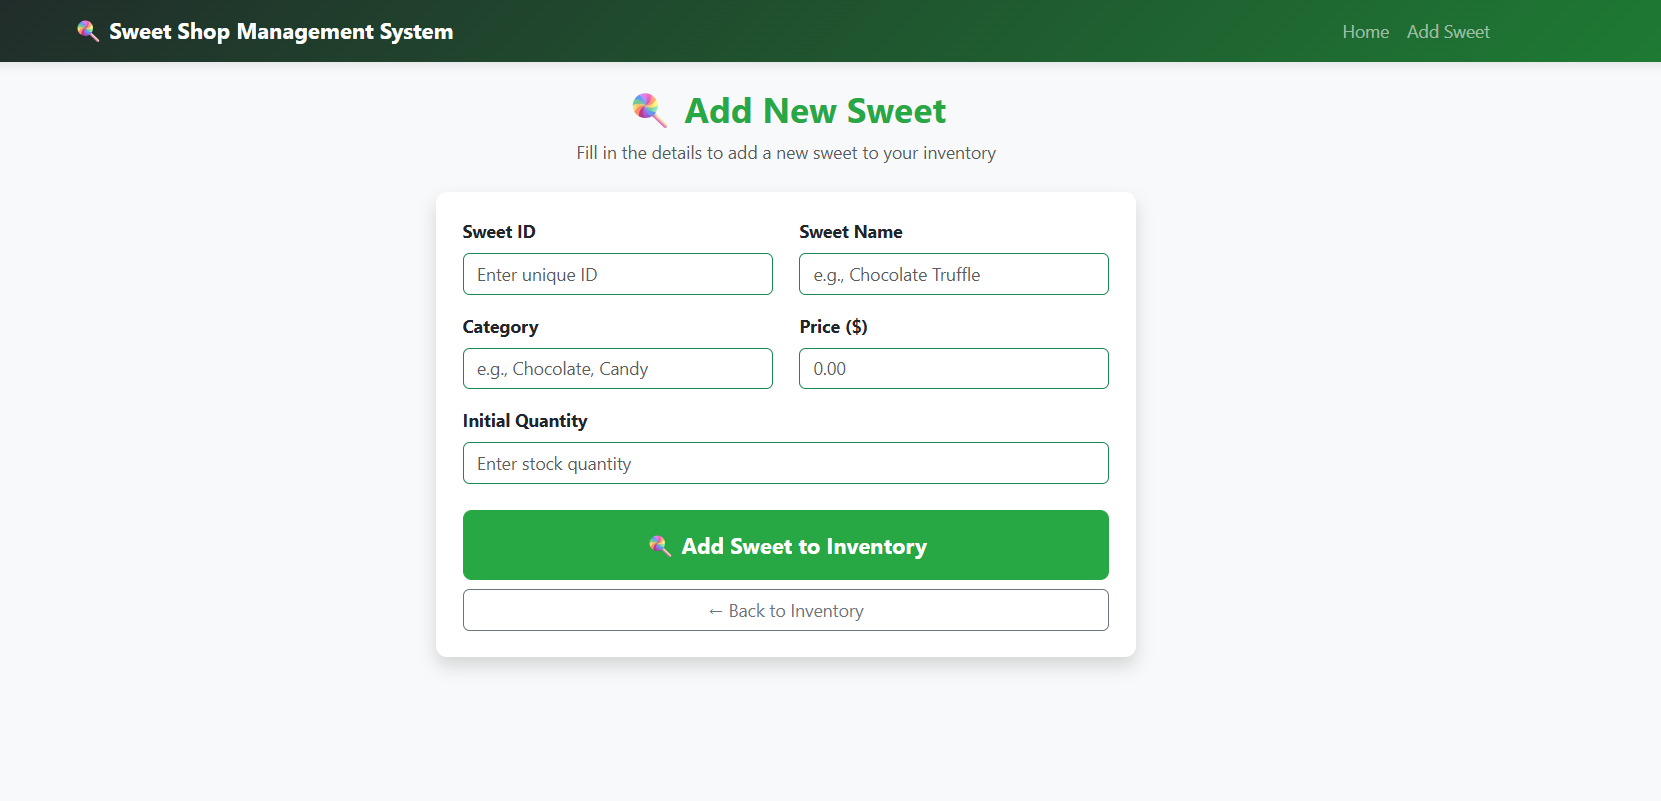 Sweet Shop Management System
Home Add Sweet
Add New Sweet
Fill in the details to add a new sweet to your inventory
Sweet ID Sweet Name
Enter unique ID e.g., Chocolate Truffle
Category Price ($)
e.g., Chocolate, Candy 0.00
Initial Quantity
Enter stock quantity
Add Sweet to Inventory
← Back to Inventory